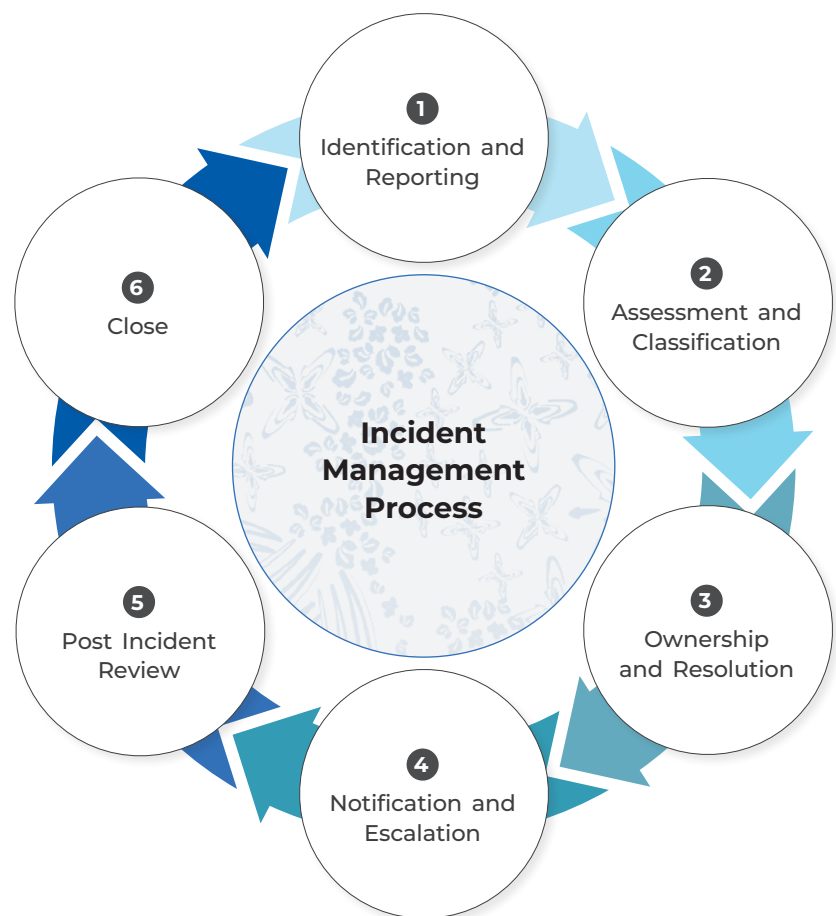 1
Identification and
Reporting
2
Assessment and
Classification
3
Ownership
and Resolution
4
Notification and
Escalation
5
Post Incident
Review
6
Close
Incident
Management
Process